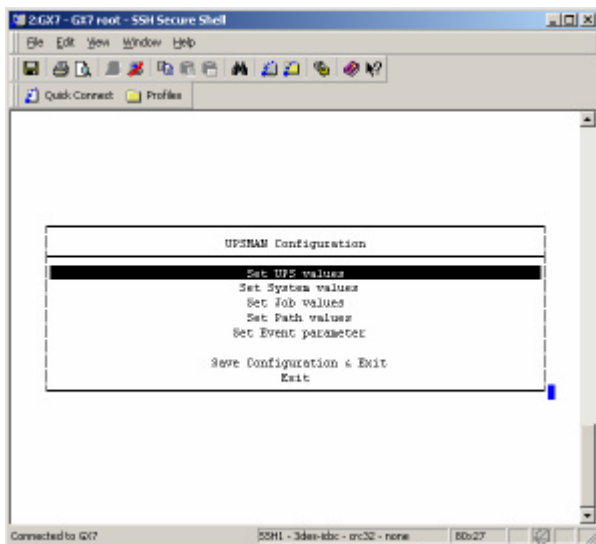 2:GX7 - GX7 root - SSH Secure Shell
File Edit View Window Help
Quick Connect Profiles
UPSMAN Configuration
Set UPS values
Set System values
Set Job values
Set Path values
Set Event parameter
Save Configuration & Exit
Exit
Connected to GX7 SSH1 - 3des-cbc - crc32 - none 80x27